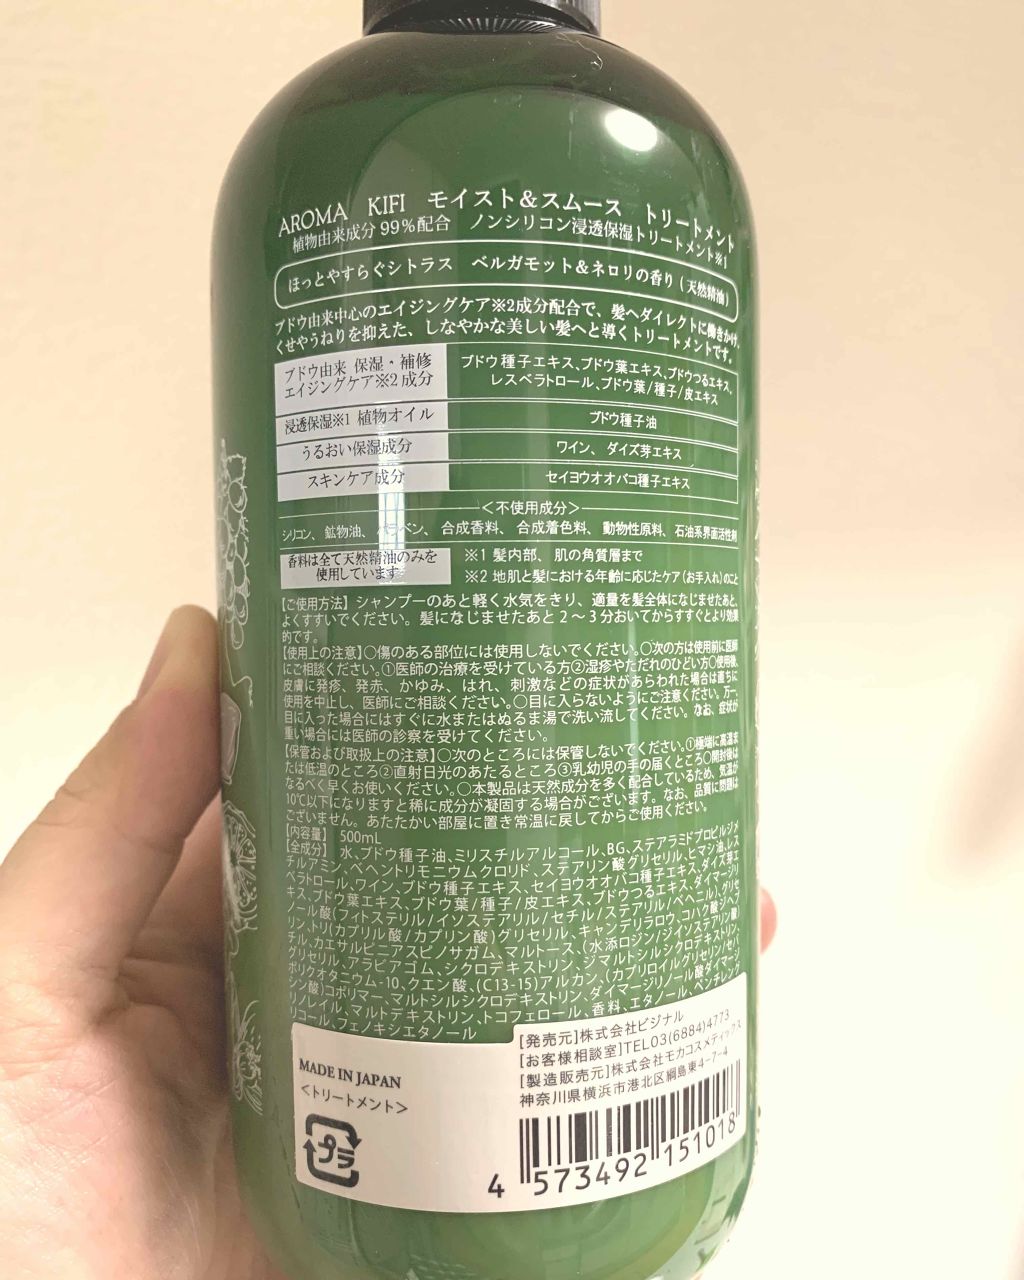 AROMA KIFI モイスト&スムース トリートメント
植物由来成分99%配合 ノンシリコン浸透保湿トリートメント※1
ほっとやすらぐシトラス ベルガモット&ネロリの香り(天然精油)
ブドウ由来中心のエイジングケア※2成分配合で、髪へダイレクトに働きかけ、
くせやうねりを抑えた、しなやかな美しい髪へと導くトリートメントです。
ブドウ由来 保湿・補修
エイジングケア※2成分
ブドウ種子エキス、ブドウ葉エキス、ブドウつるエキス、
レスベラトロール、ブドウ葉/種子/皮エキス
浸透保湿※1 植物オイル
ブドウ種子油
うるおい保湿成分
ワイン、ダイズ芽エキス
スキンケア成分
セイヨウオオバコ種子エキス
<不使用成分>
シリコン、鉱物油、パラベン、合成香料、合成着色料、動物性原料、石油系界面活性剤
香料は全て天然精油のみを
使用しています
※1 髪内部、肌の角質層まで
※2 地肌と髪における年齢に応じたケア(お手入れ)のこと
【ご使用方法】シャンプーのあと軽く水気をきり、適量を髪全体になじませたあと、
よくすすいでください。髪になじませたあと2~3分おいてからすすぐとより効果
的です。
【使用上の注意】○傷のある部位には使用しないでください。○次の方は使用前に医師
にご相談ください。①医師の治療を受けている方②湿疹やただれのひどい方○使用後、
皮膚に発疹、発赤、かゆみ、はれ、刺激などの症状があらわれた場合は直ちに
使用を中止し、医師にご相談ください。○目に入らないようにご注意ください。万一、
目に入った場合にはすぐに水またはぬるま湯で洗い流してください。なお、症状が
重い場合には医師の診察を受けてください。
【保管および取扱上の注意】○次のところには保管しないでください。①極端に高温ま
たは低温のところ②直射日光のあたるところ③乳幼児の手の届くところ○開封後は
なるべく早くお使いください。○本製品は天然成分を多く配合しているため、気温が
10℃以下になりますと稀に成分が凝固する場合がございます。なお、品質に問題は
ございません。あたたかい部屋に置き常温に戻してからご使用ください。
【内容量】 500mL
【全成分】 水、ブドウ種子油、ミリスチルアルコール、BG、ステアラミドプロピルジメ
チルアミン、ベヘントリモニウムクロリド、ステアリン酸グリセリル、ヒマシ油、レス
ベラトロール、ワイン、ブドウ種子エキス、セイヨウオオバコ種子エキス、ダイズ芽エ
キス、ブドウ葉エキス、ブドウ葉/種子/皮エキス、ブドウつるエキス、ダイマージリ
ノール酸(フィトステリル/イソステアリル/セチル/ステアリル/ベヘニル)、グリセ
リン、トリ(カプリル酸/カプリン酸)グリセリル、キャンデリラロウ、コハク酸ジヘプ
チル、カエサルピニアスピノサガム、マルトース、(水添ロジン/ジイソステアリン酸)
グリセリル、アラビアゴム、シクロデキストリン、ジマルトシルシクロデキストリン、
ポリクオタニウム-10、クエン酸、(C13-15)アルカン、(カプリロイルグリセリン/セバ
シン酸)コポリマー、マルトシルシクロデキストリン、ダイマージリノール酸ダイマージ
リノレイル、マルトデキストリン、トコフェロール、香料、エタノール、ペンチレング
リコール、フェノキシエタノール
MADE IN JAPAN
<トリートメント>
プラ
[発売元]株式会社ビジナル
[お客様相談室]TEL03(6884)4773
[製造販売元]株式会社モカコスメティックス
神奈川県横浜市港北区綱島東4-7-4
4 573492 151018